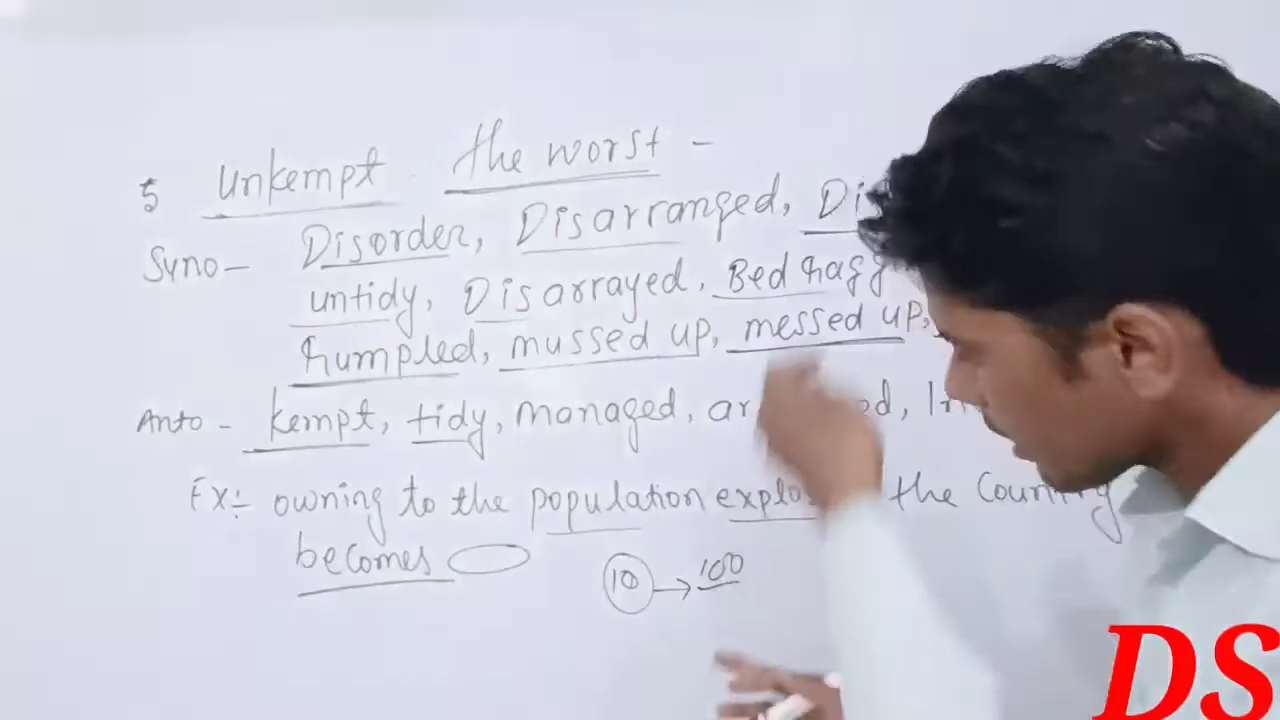 5 unkempt the worst -
Syno - Disorder, Disarranged,
untidy, Disarrayed,
humpled, mussed up, messed up,
Anto - kempt, tidy, managed,
Ex:- owning to the population the Country
becomes
10 → 100
DS